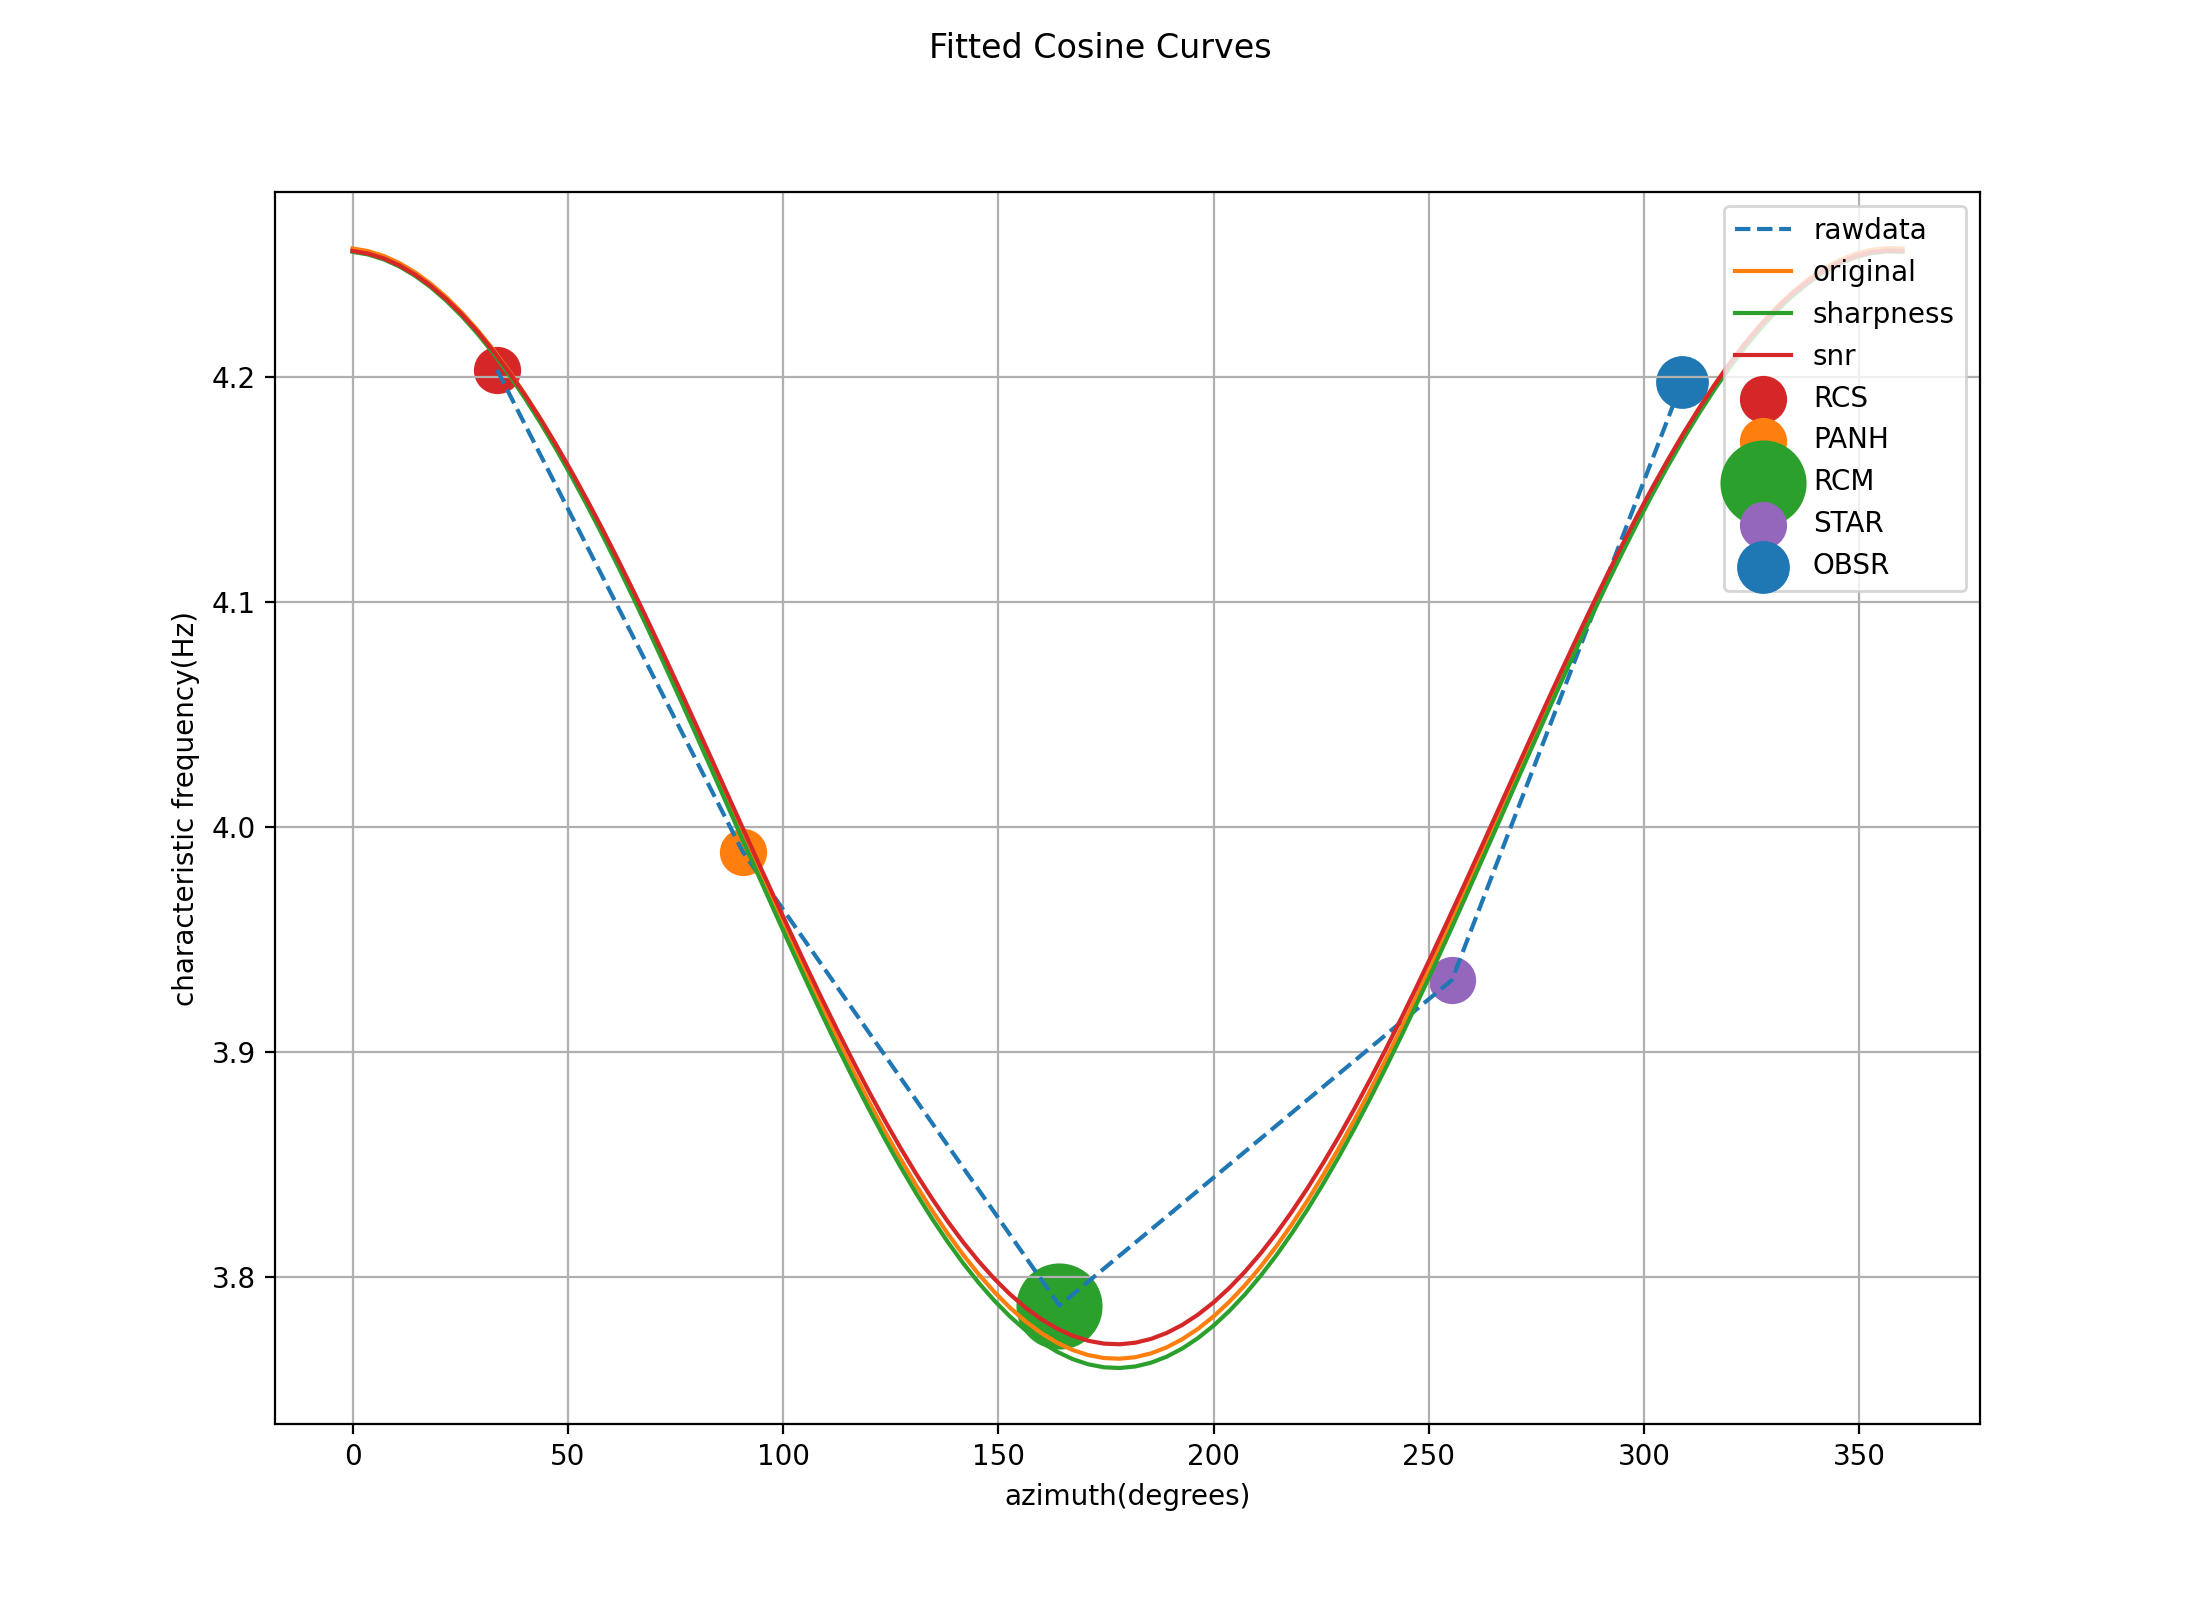 Fitted Cosine Curves
rawdata
original
sharpness
snr
RCS
PANH
RCM
STAR
OBSR
characteristic frequency(Hz)
4.2
4.1
4.0
3.9
3.8
0 50 100 150 200 250 300 350
azimuth(degrees)